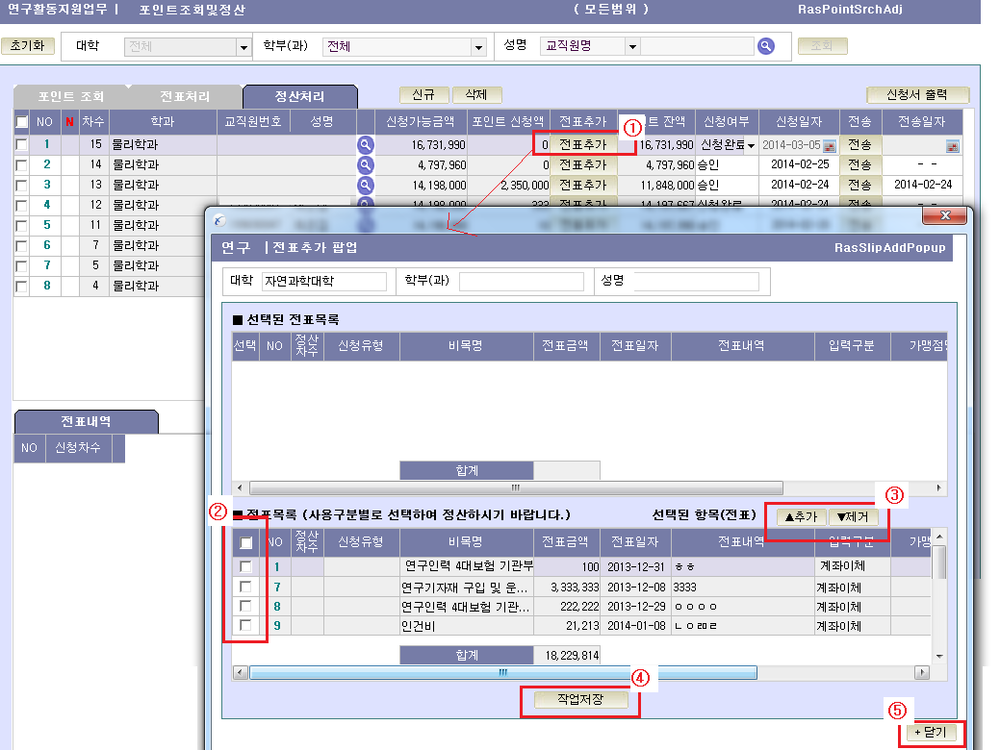 연구활동지원업무 | 포인트조회및정산 ( 모든범위 ) RasPointSrchAdj
초기화 대학 전체 학부(과) 전체 성명 교직원명 조회
포인트 조회 전표처리 정산처리 신규 삭제 신청서 출력
NO N 차수 학과 교직원번호 성명 신청가능금액 포인트 신청액 전표추가 ① 트 잔액 신청여부 신청일자 전송 전송일자
1 15 물리학과 16,731,990 0 전표추가 16,731,990 신청완료 2014-03-05 전송
2 14 물리학과 4,797,960 0 전표추가 4,797,960 승인 2014-02-25 전송 - -
3 13 물리학과 14,198,000 2,350,000 전표추가 11,848,000 승인 2014-02-24 전송 2014-02-24
4 12 물리학과 14,198,000 333 전표추가 14,197,667 신청완료 2014-02-24 전송 - -
5 11 물리학과
6 7 물리학과
7 5 물리학과
8 4 물리학과
연구 | 전표추가 팝업 RasSlipAddPopup
대학 자연과학대학 학부(과) 성명
■ 선택된 전표목록
선택 NO 정산차수 신청유형 비목명 전표금액 전표일자 전표내역 입력구분 가맹점명
합계
전표내역
NO 신청차수
② ■ 전표목록 (사용구분별로 선택하여 정산하시기 바랍니다.) 선택된 항목(전표) ▲추가 ▼제거 ③
NO 정산차수 신청유형 비목명 전표금액 전표일자 전표내역 입력구분 가맹
1 연구인력 4대보험 기관부 100 2013-12-31 ㅎㅎ 계좌이체
7 연구기자재 구입 및 운... 3,333,333 2013-12-08 3333 계좌이체
8 연구인력 4대보험 기관... 222,222 2013-12-29 ㅇㅇㅇㅇ 계좌이체
9 인건비 21,213 2014-01-08 ㄴㅇㄻㄹ 계좌이체
합계 18,229,814
작업저장 ④
⑤
+ 닫기